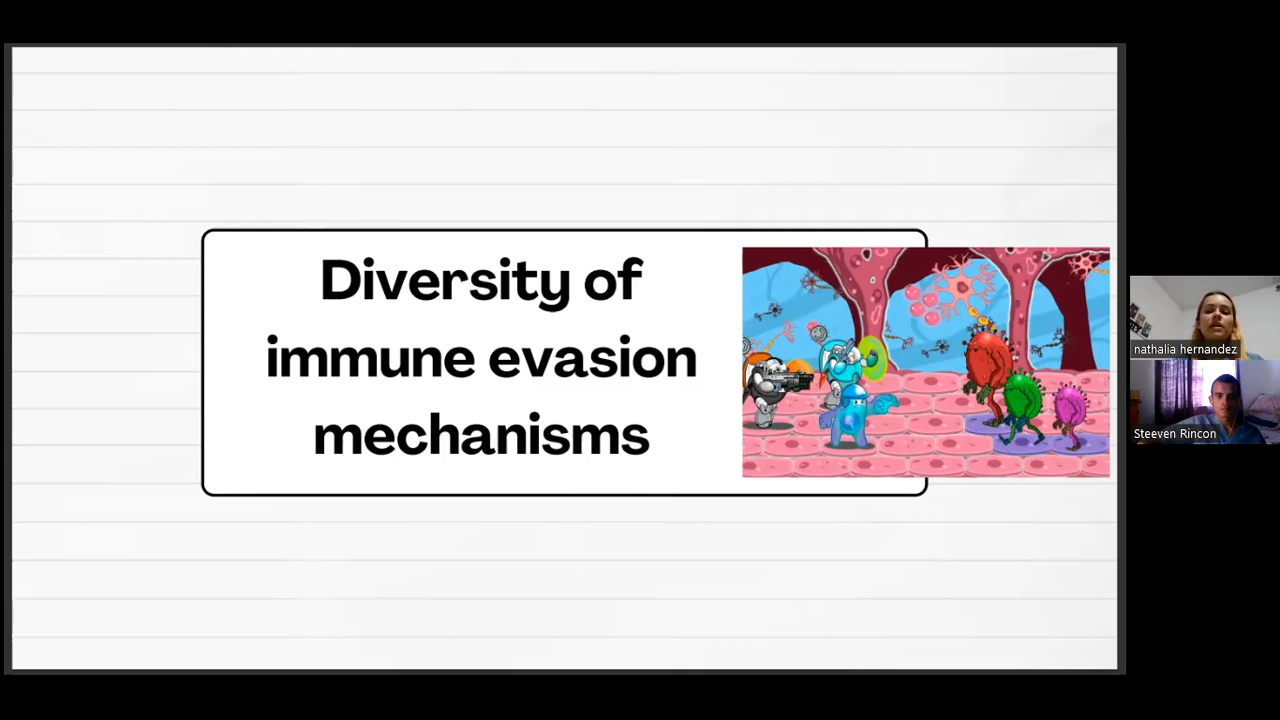 Diversity of
immune evasion
mechanisms
nathalia hernandez
Steeven Rincon